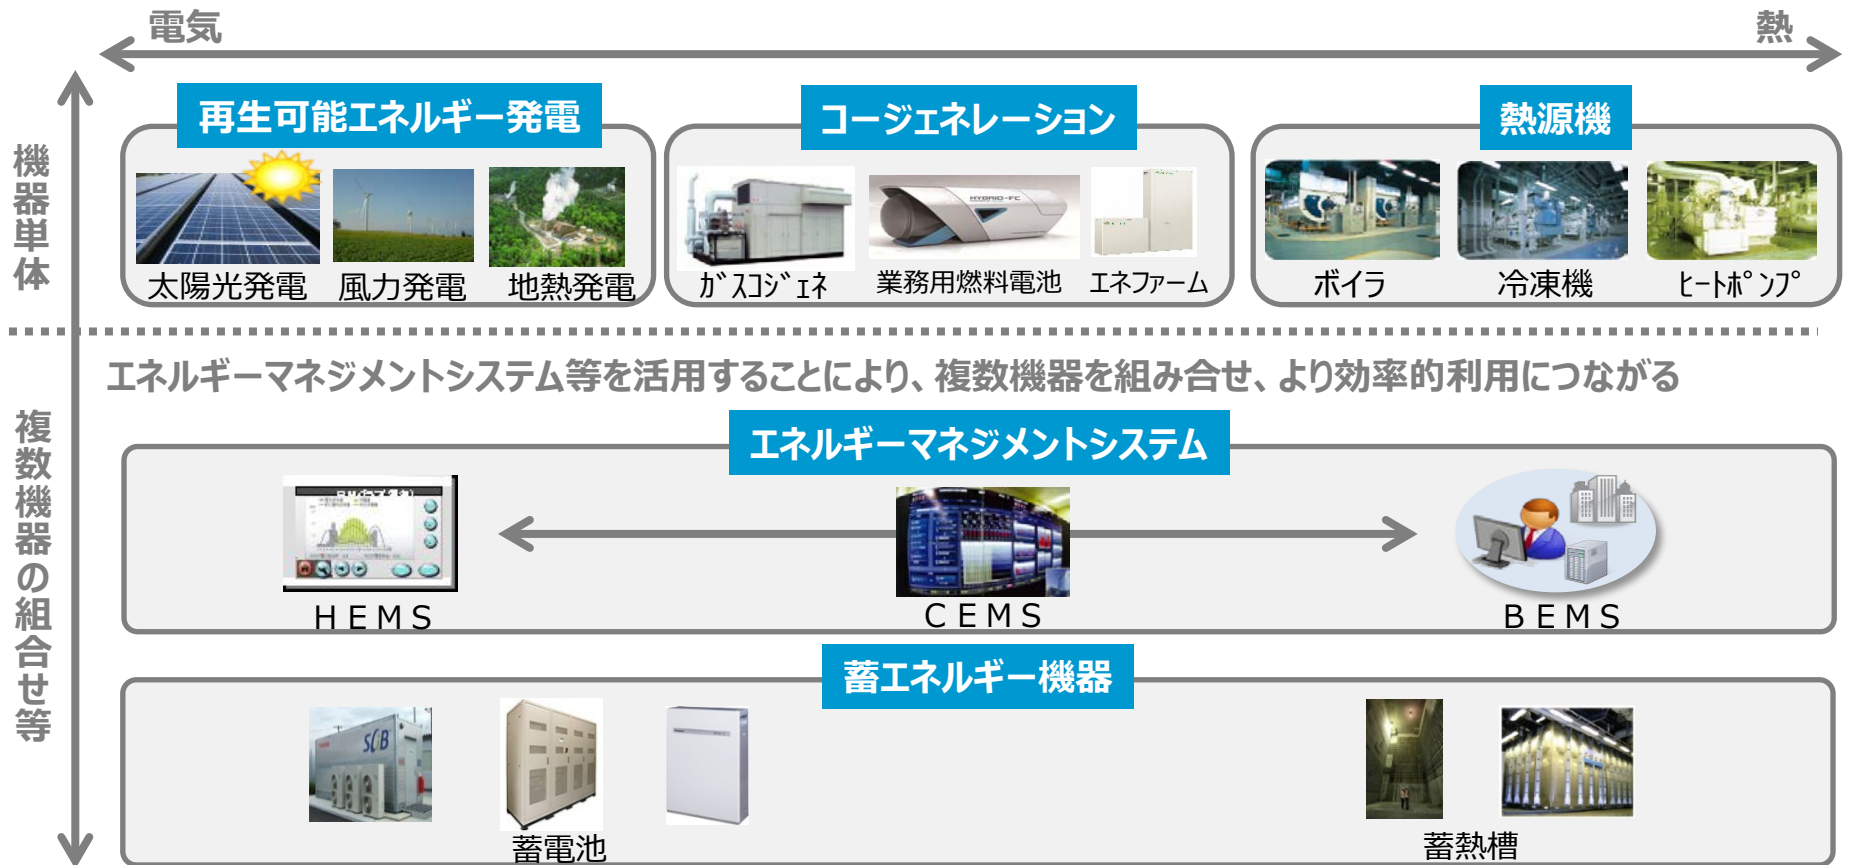 電気
熱
機器単体
再生可能エネルギー発電
コージェネレーション
熱源機
HYBRID-FC
太陽光発電
風力発電
地熱発電
ｶﾞｽｺｼﾞｪﾈ
業務用燃料電池
エネファーム
ボイラ
冷凍機
ﾋｰﾄﾎﾟﾝﾌﾟ
エネルギーマネジメントシステム等を活用することにより、複数機器を組み合せ、より効率的利用につながる
複数機器の組合せ等
エネルギーマネジメントシステム
ＨＥＭＳ
ＣＥＭＳ
ＢＥＭＳ
蓄エネルギー機器
蓄電池
蓄熱槽